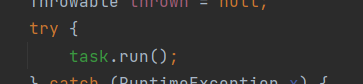 Throwable thrown = null;
try {
task.run();
} catch (RuntimeException x) {